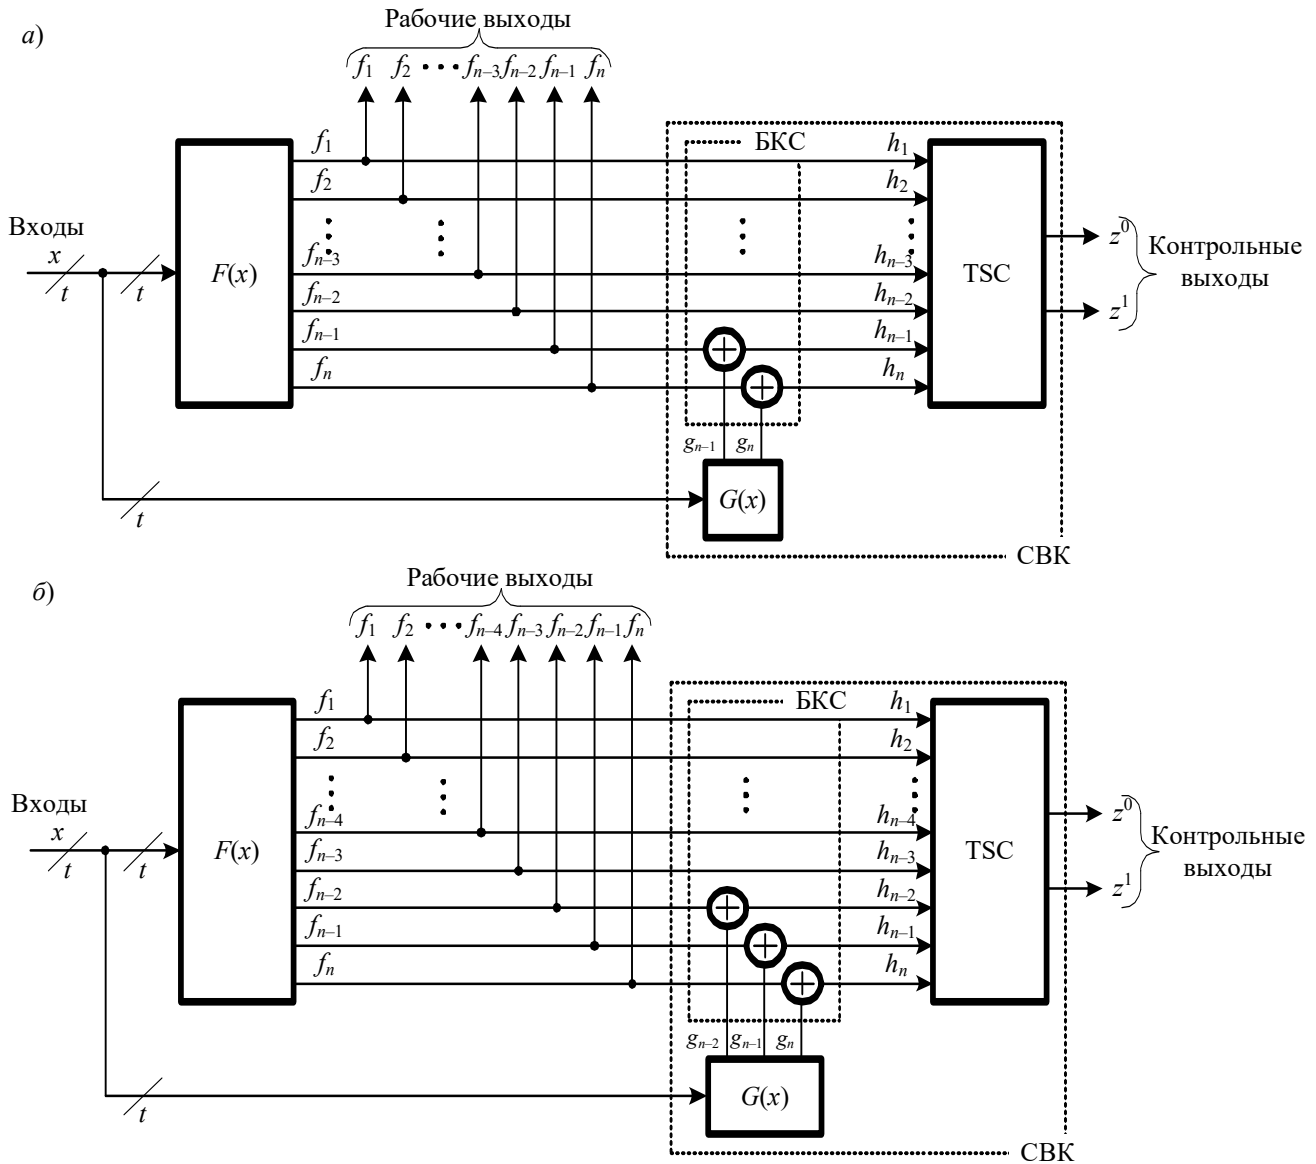 а)
Рабочие выходы
f1 f2 ••• fn–3 fn–2 fn–1 fn
БКС
f1 h1
f2 h2
Входы
x t t
F(x)
fn–3 hn–3
fn–2 hn–2
fn–1 hn–1
fn hn
TSC
z0
z1
Контрольные
выходы
gn–1 gn
G(x)
t
СВК
б)
Рабочие выходы
f1 f2 ••• fn–4 fn–3 fn–2 fn–1 fn
БКС
f1 h1
f2 h2
Входы
x t t
F(x)
fn–4 hn–4
fn–3 hn–3
fn–2 hn–2
fn–1 hn–1
fn hn
TSC
z0
z1
Контрольные
выходы
gn–2 gn–1 gn
G(x)
t
СВК